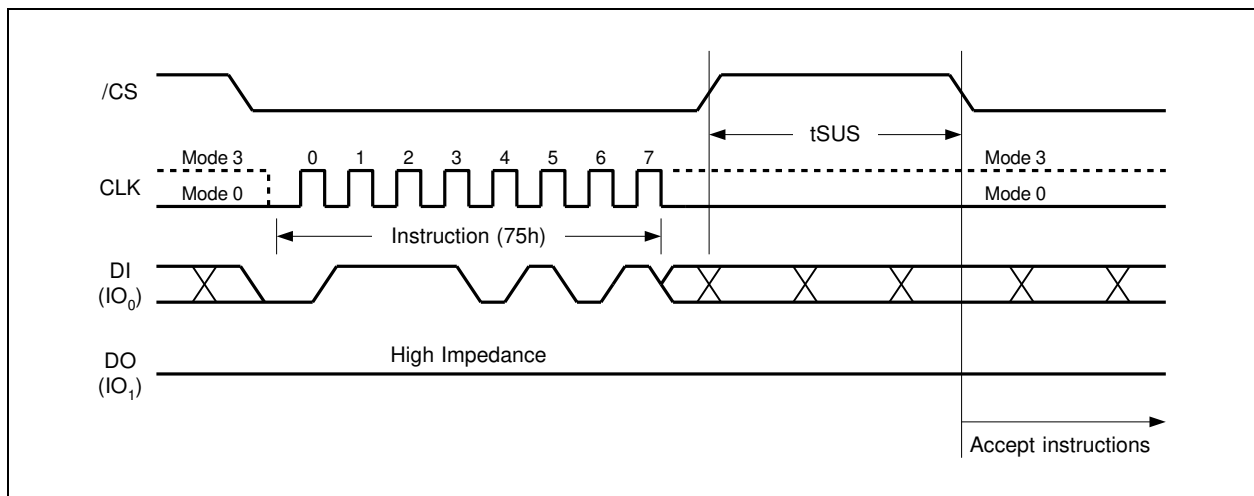 /CS
tSUS
Mode 3 0 1 2 3 4 5 6 7 Mode 3
CLK
Mode 0 Mode 0
Instruction (75h)
DI
(IO0)
High Impedance
DO
(IO1)
Accept instructions